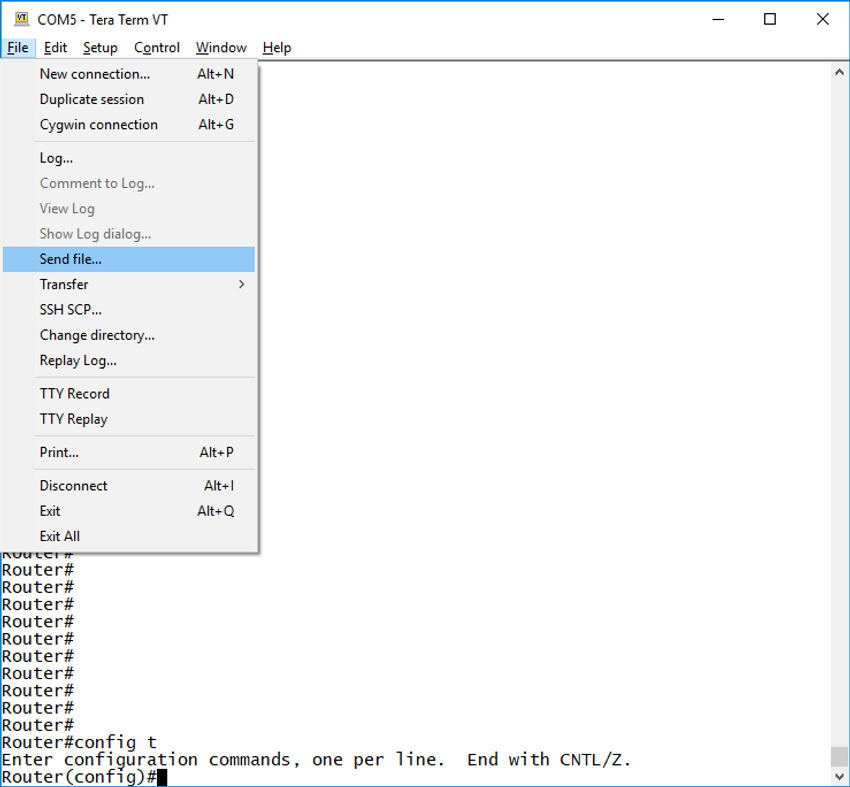 COM5 - Tera Term VT
File Edit Setup Control Window Help
New connection... Alt+N
Duplicate session Alt+D
Cygwin connection Alt+G
Log...
Comment to Log...
View Log
Show Log dialog...
Send file...
Transfer
SSH SCP...
Change directory...
Replay Log...
TTY Record
TTY Replay
Print... Alt+P
Disconnect Alt+I
Exit Alt+Q
Exit All
Router#
Router#
Router#
Router#
Router#
Router#
Router#
Router#
Router#
Router#
Router#
Router#config t
Enter configuration commands, one per line.  End with CNTL/Z.
Router(config)#